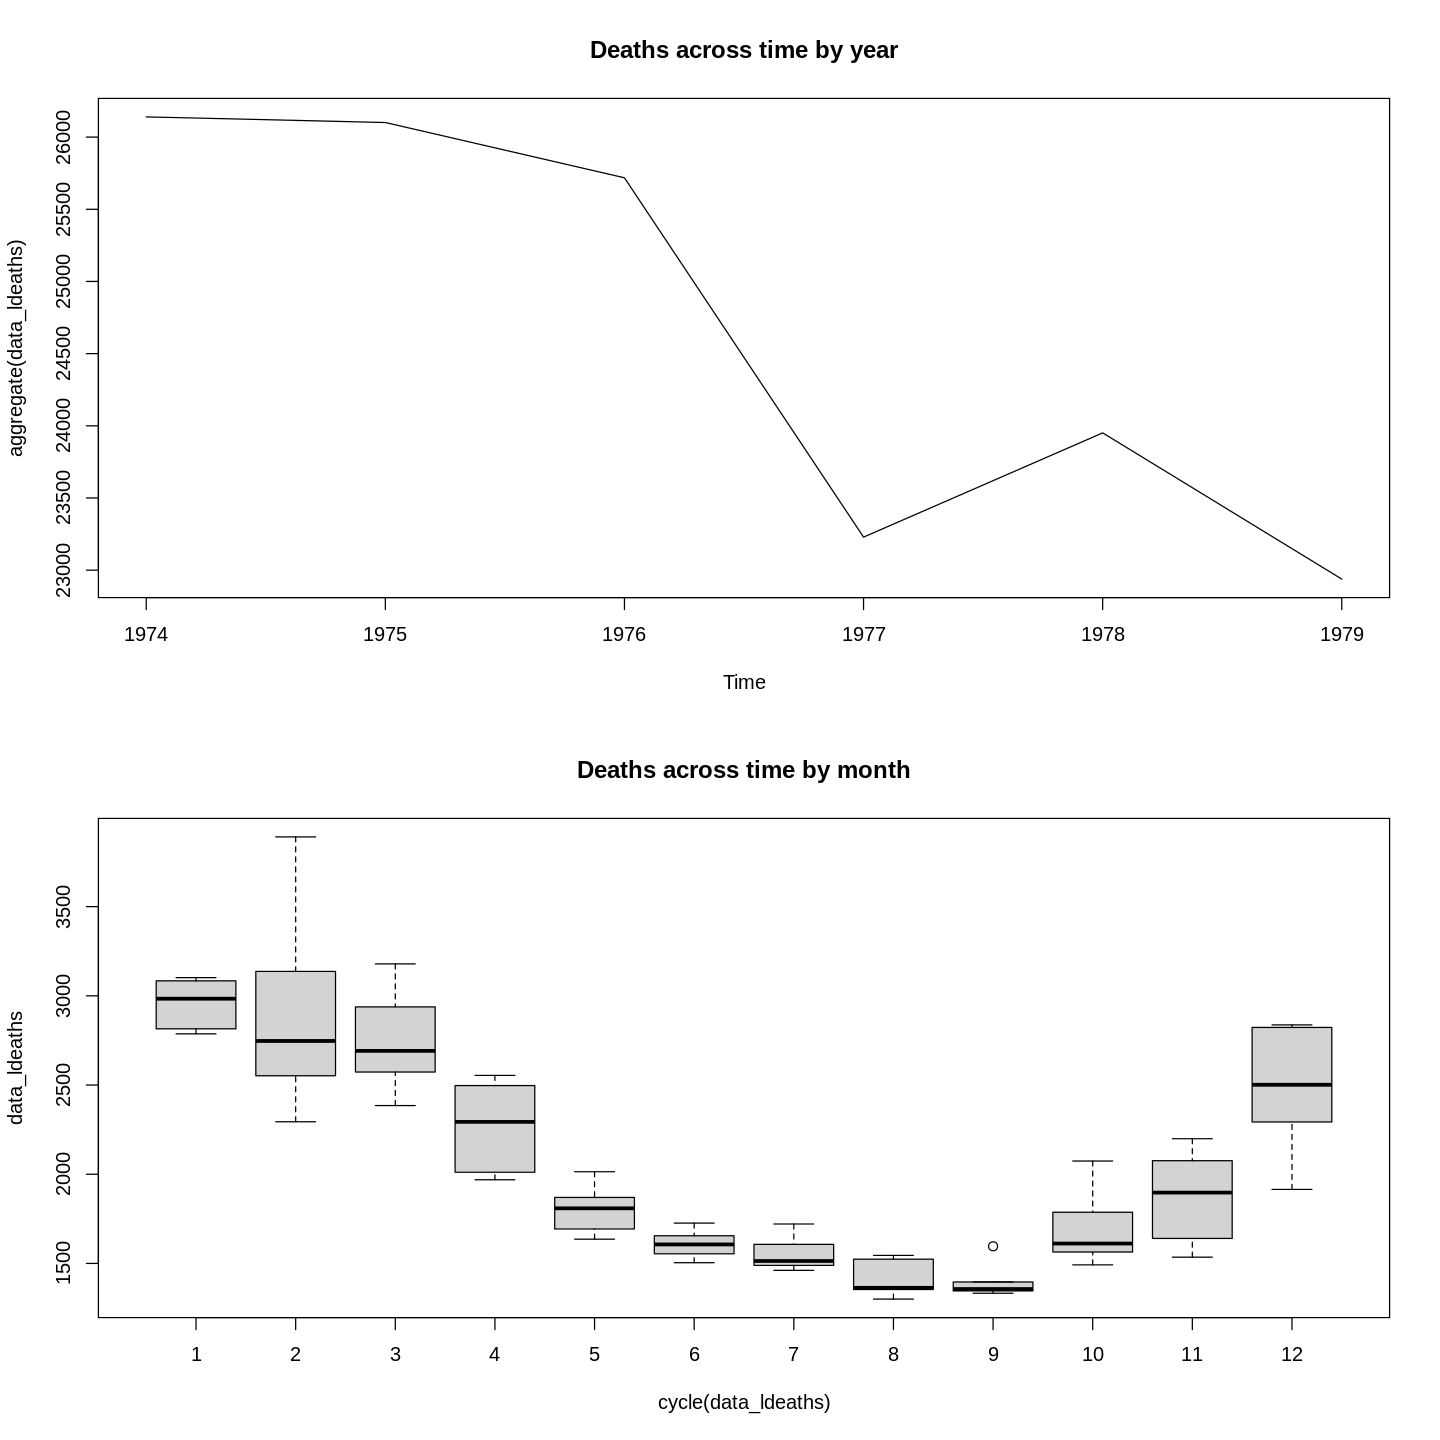 Deaths across time by year
aggregate(data_ldeaths)
26000
25500
25000
24500
24000
23500
23000
1974 1975 1976 1977 1978 1979
Time
Deaths across time by month
data_ldeaths
3500
3000
2500
2000
1500
1 2 3 4 5 6 7 8 9 10 11 12
cycle(data_ldeaths)